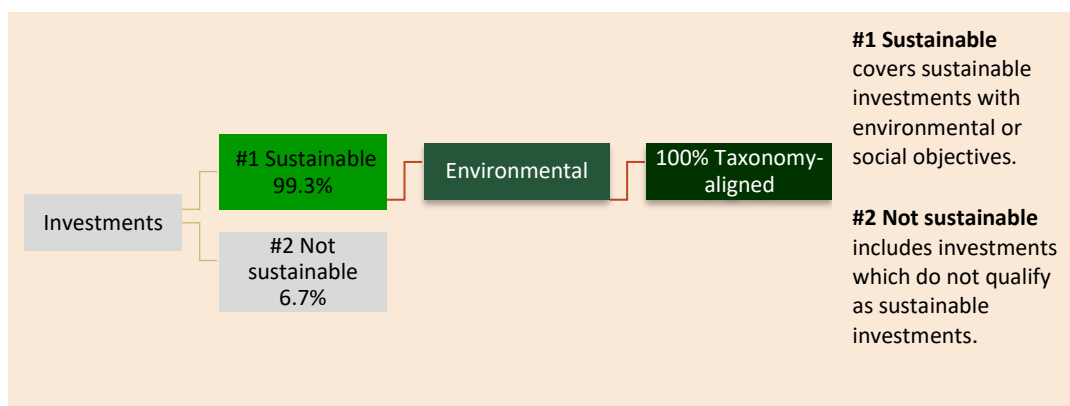 Investments
#1 Sustainable
99.3%
#2 Not
sustainable
6.7%
Environmental
100% Taxonomy-
aligned
#1 Sustainable
covers sustainable
investments with
environmental or
social objectives.
#2 Not sustainable
includes investments
which do not qualify
as sustainable
investments.